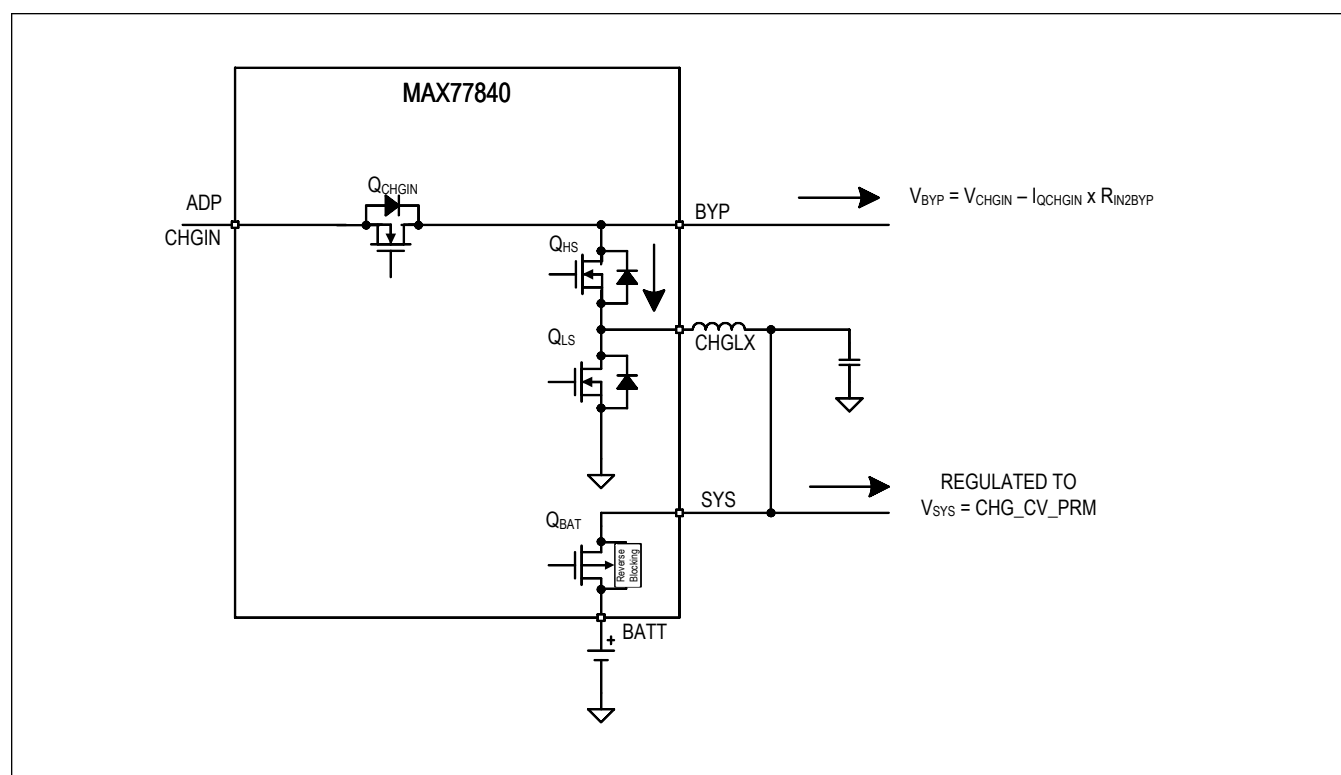 MAX77840
ADP
CHGIN
QCHGIN
BYP
VBYP = VCHGIN – IQCHGIN x RIN2BYP
QHS
QLS
CHGLX
SYS
REGULATED TO
VSYS = CHG_CV_PRM
QBAT
Reverse
Blocking
BATT
+